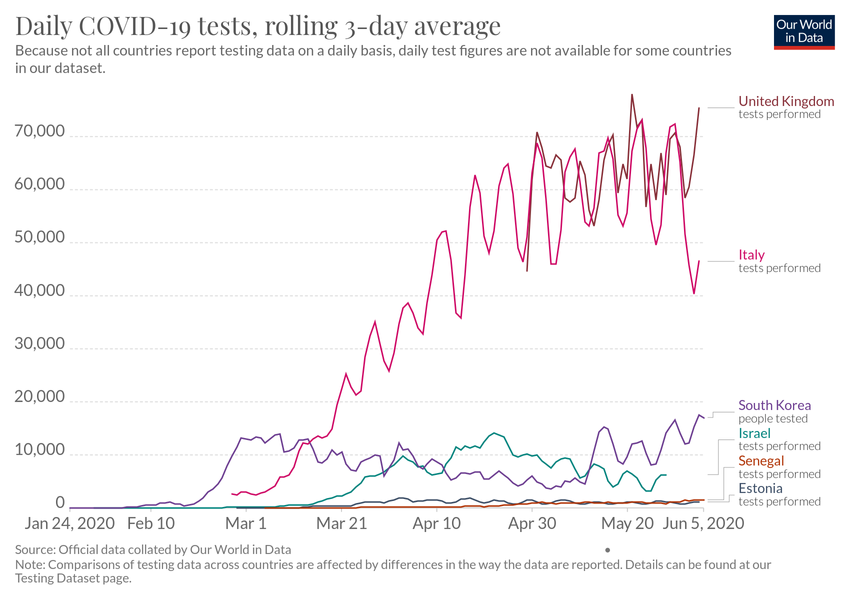 Daily COVID-19 tests, rolling 3-day average
Our World
in Data
Because not all countries report testing data on a daily basis, daily test figures are not available for some countries
in our dataset.
United Kingdom
tests performed
70,000
60,000
50,000
Italy
tests performed
40,000
30,000
20,000
South Korea
people tested
Israel
tests performed
10,000
Senegal
tests performed
Estonia
tests performed
0
Jan 24, 2020 Feb 10 Mar 1 Mar 21 Apr 10 Apr 30 May 20 Jun 5, 2020
Source: Official data collated by Our World in Data
Note: Comparisons of testing data across countries are affected by differences in the way the data are reported. Details can be found at our
Testing Dataset page.